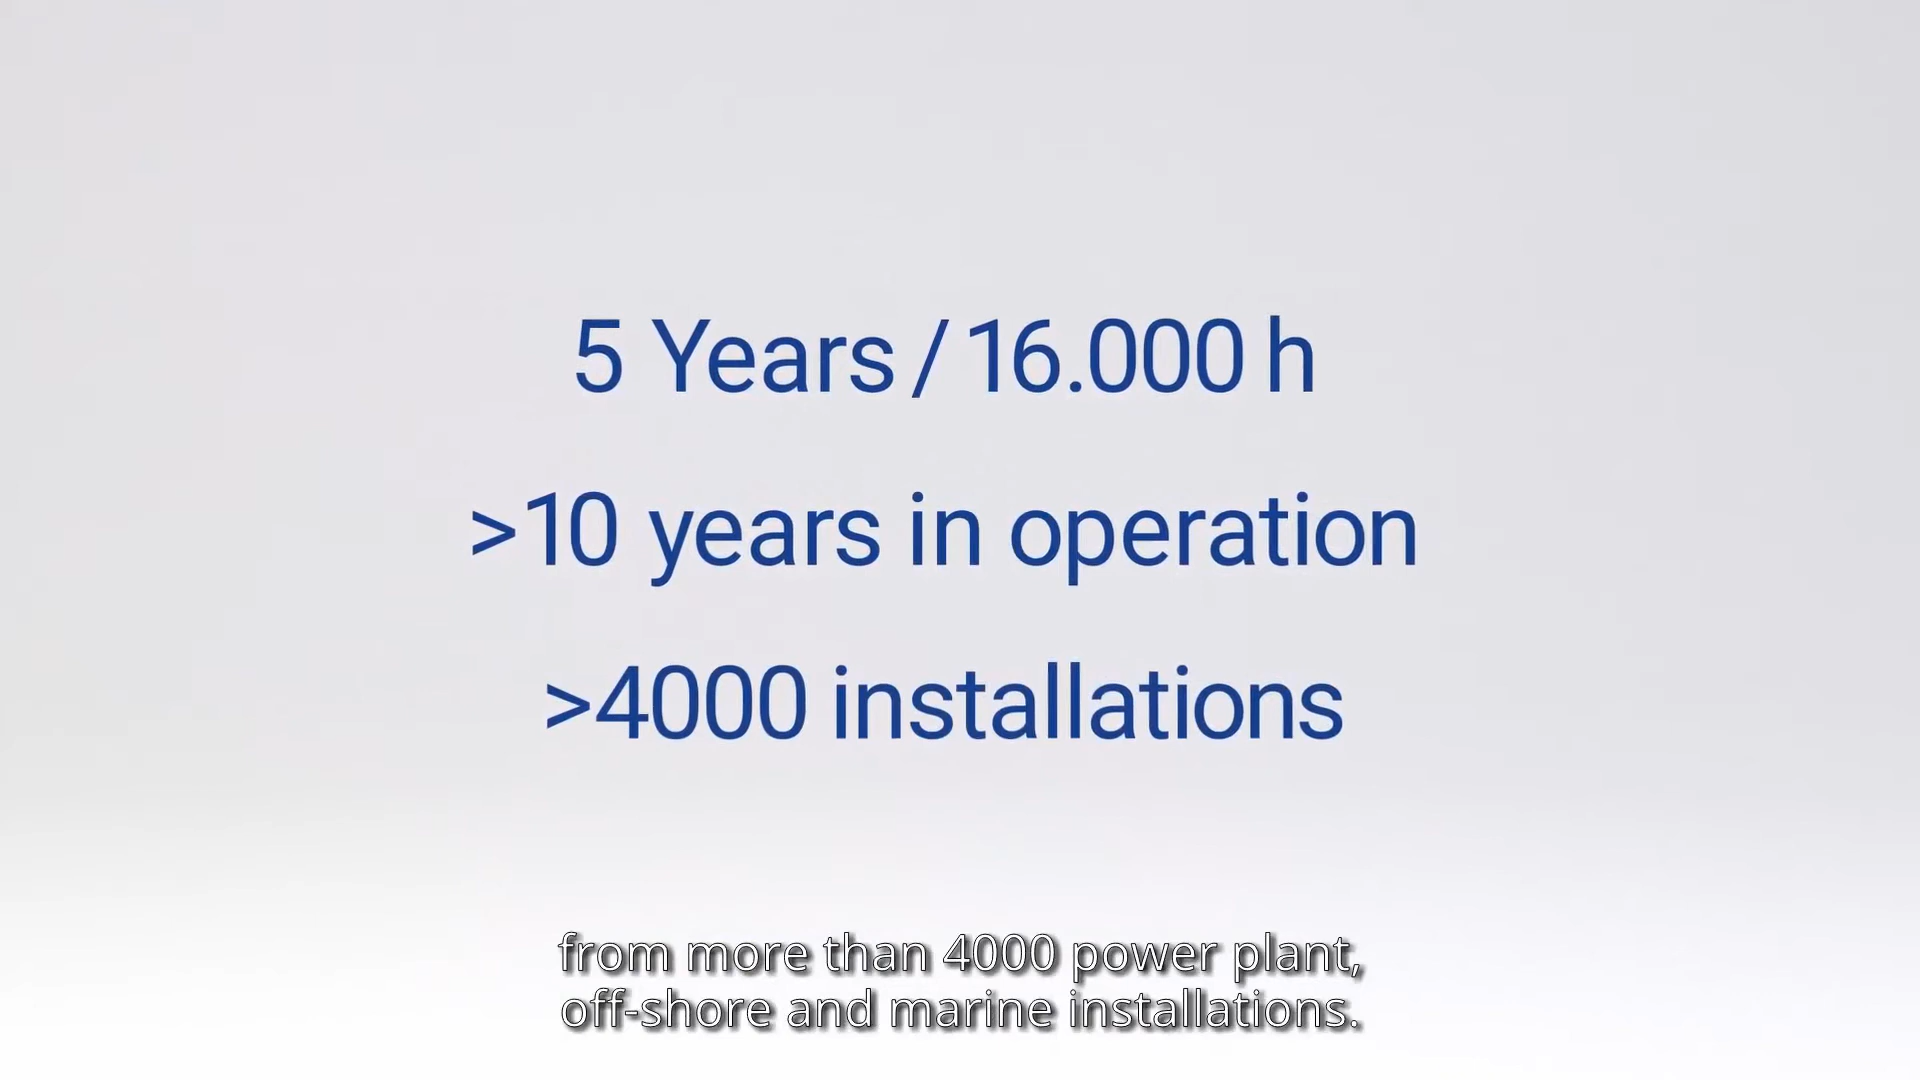 5 Years / 16.000 h
>10 years in operation
>4000 installations
from more than 4000 power plant,
off-shore and marine installations.